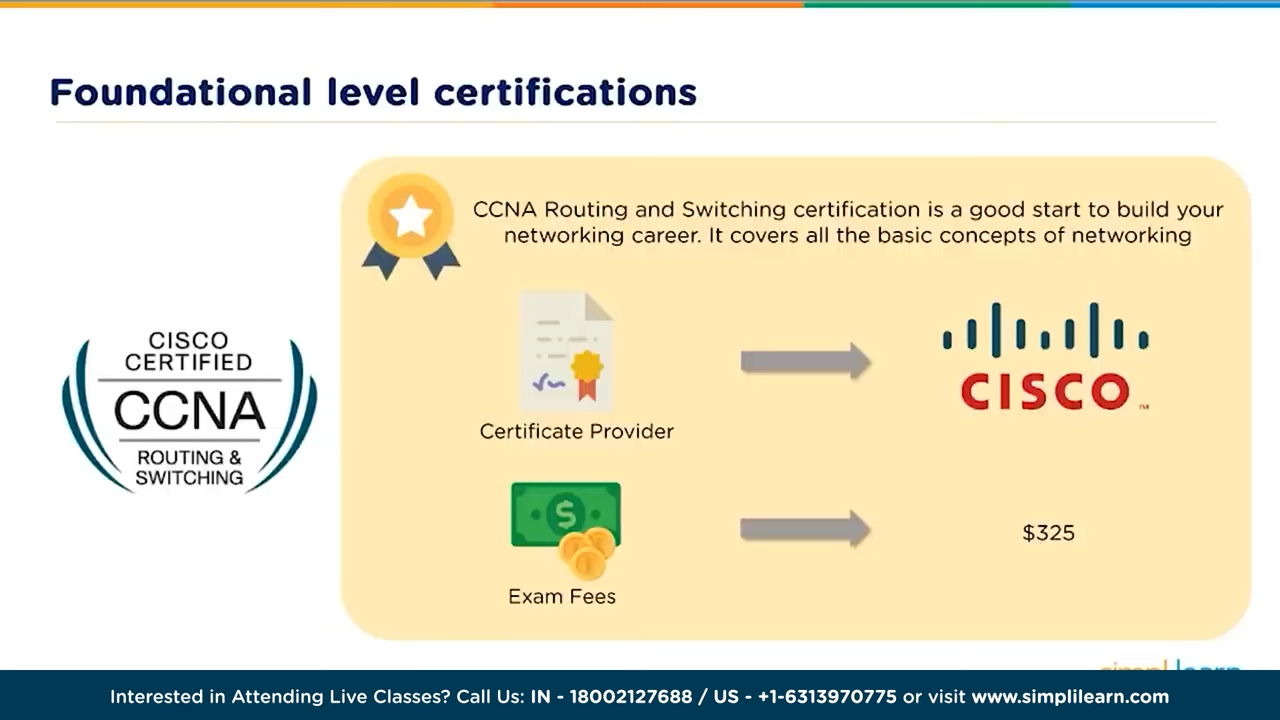 Foundational level certifications
CCNA Routing and Switching certification is a good start to build your
networking career. It covers all the basic concepts of networking
CISCO
CERTIFIED
CCNA
ROUTING &
SWITCHING
CISCO™
Certificate Provider
$325
Exam Fees
simplilearn
Interested in Attending Live Classes? Call Us: IN - 18002127688 / US - +1-6313970775 or visit www.simplilearn.com